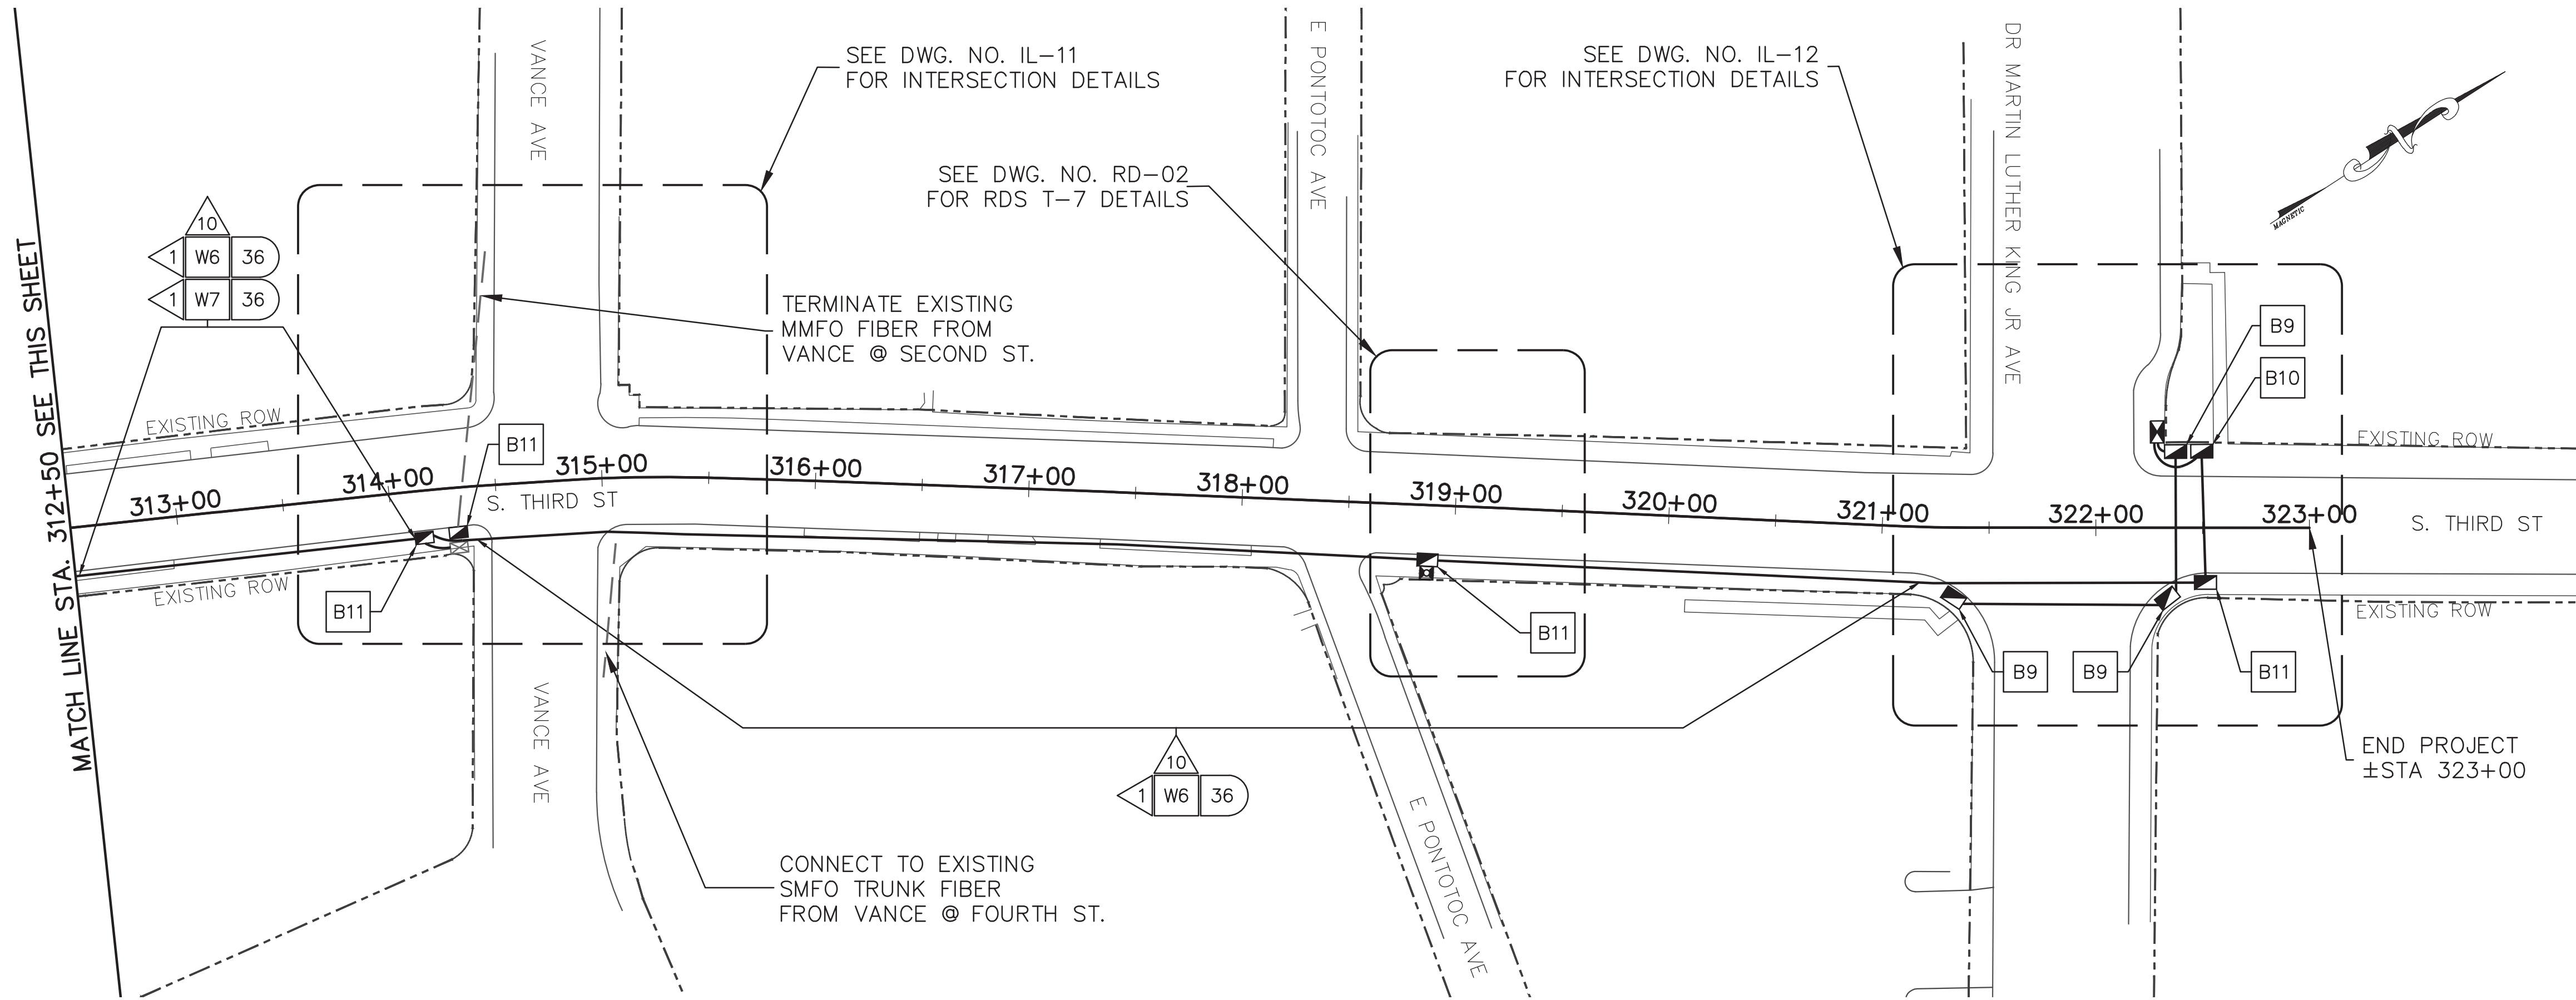 VANCE AVE
SEE DWG. NO. IL-11
FOR INTERSECTION DETAILS
E PONTOTOC AVE
SEE DWG. NO. IL-12
FOR INTERSECTION DETAILS
DR MARTIN LUTHER KING JR AVE
MAGNETIC
SEE DWG. NO. RD-02
FOR RDS T-7 DETAILS
10
1 W6 36
1 W7 36
MATCH LINE STA. 312+50 SEE THIS SHEET
TERMINATE EXISTING
MMFO FIBER FROM
VANCE @ SECOND ST.
B9
B10
EXISTING ROW
B11
EXISTING ROW
313+00
314+00
315+00
316+00
317+00
318+00
319+00
320+00
321+00
322+00
323+00
S. THIRD ST
S. THIRD ST
EXISTING ROW
B11
EXISTING ROW
B11
B9
B9
B11
VANCE AVE
10
1 W6 36
END PROJECT
±STA 323+00
E PONTOTOC AVE
CONNECT TO EXISTING
SMFO TRUNK FIBER
FROM VANCE @ FOURTH ST.